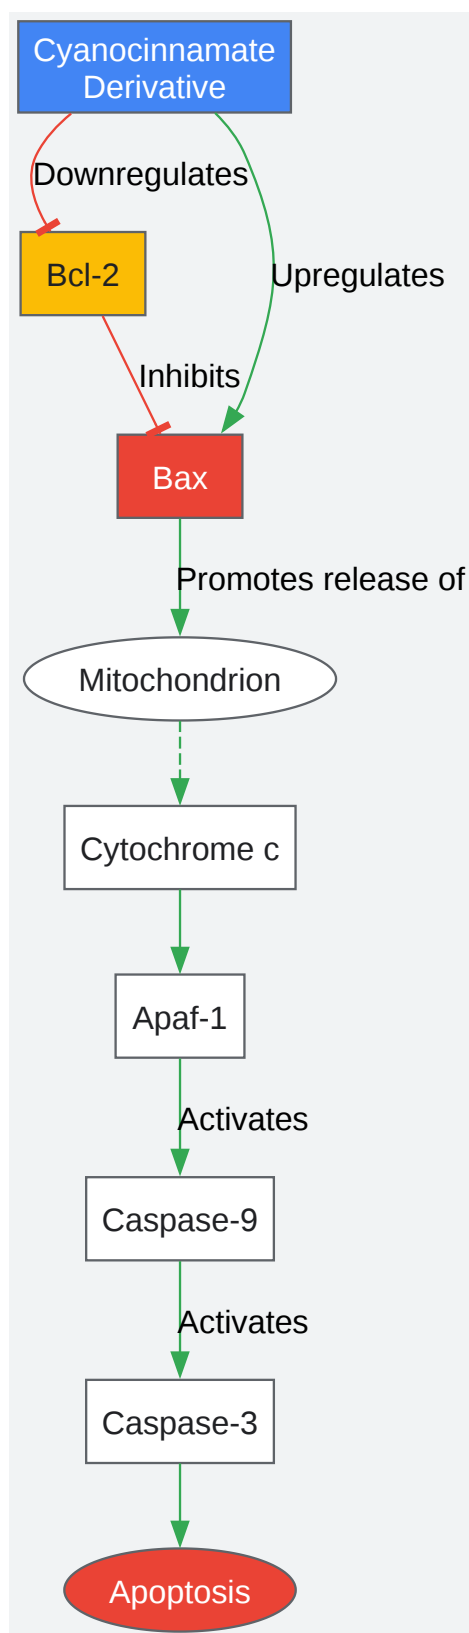 Cyanocinnamate
Derivative
Downregulates
Bcl-2
Upregulates
Inhibits
Bax
Promotes release of
Mitochondrion
Cytochrome c
Apaf-1
Activates
Caspase-9
Activates
Caspase-3
Apoptosis